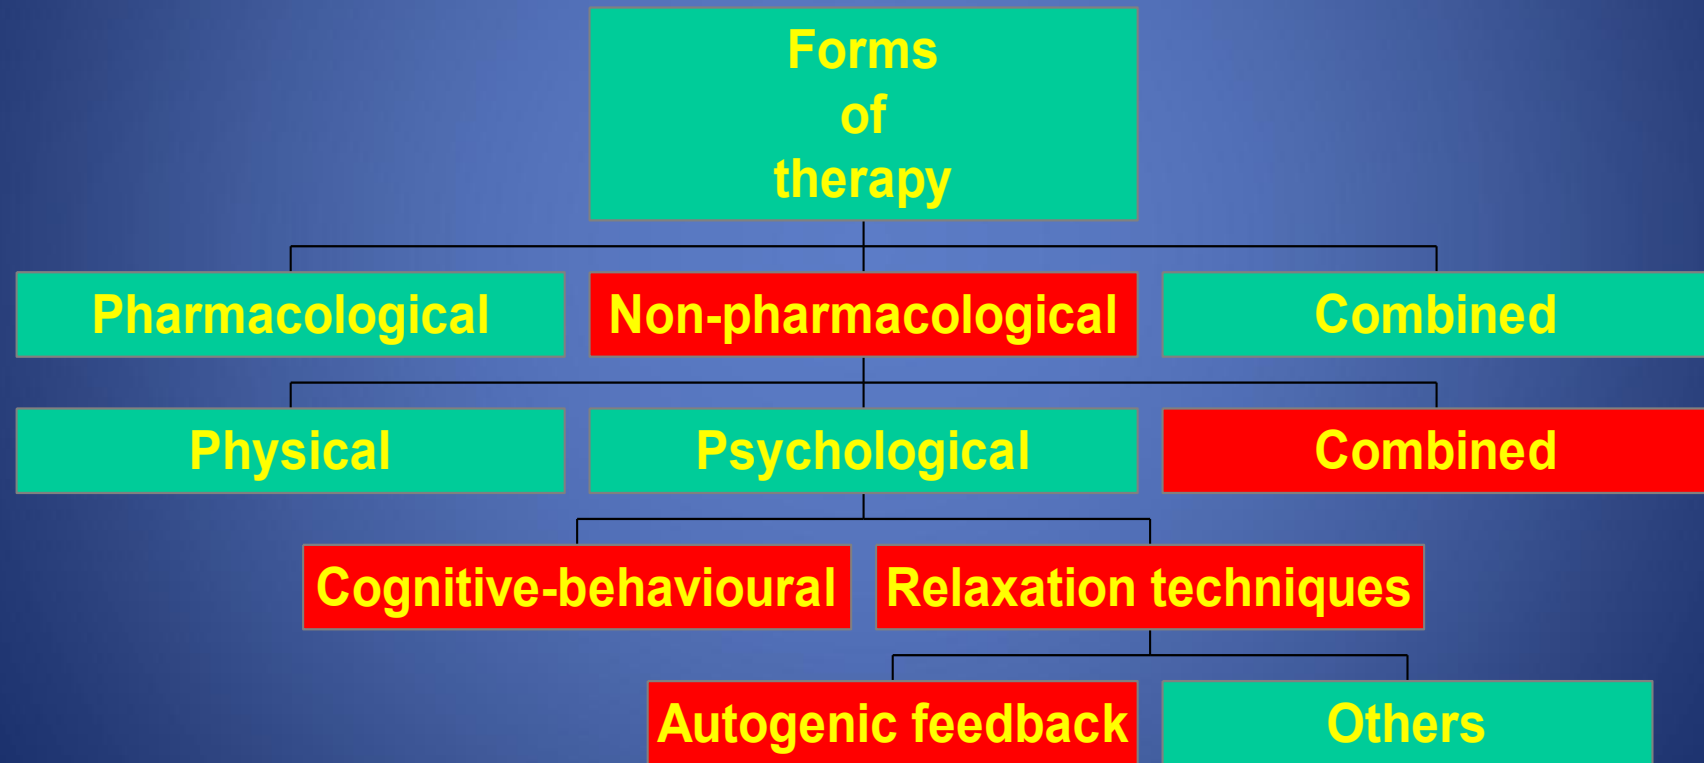 Forms
of
therapy
Pharmacological
Non-pharmacological
Combined
Physical
Psychological
Combined
Cognitive-behavioural
Relaxation techniques
Autogenic feedback
Others